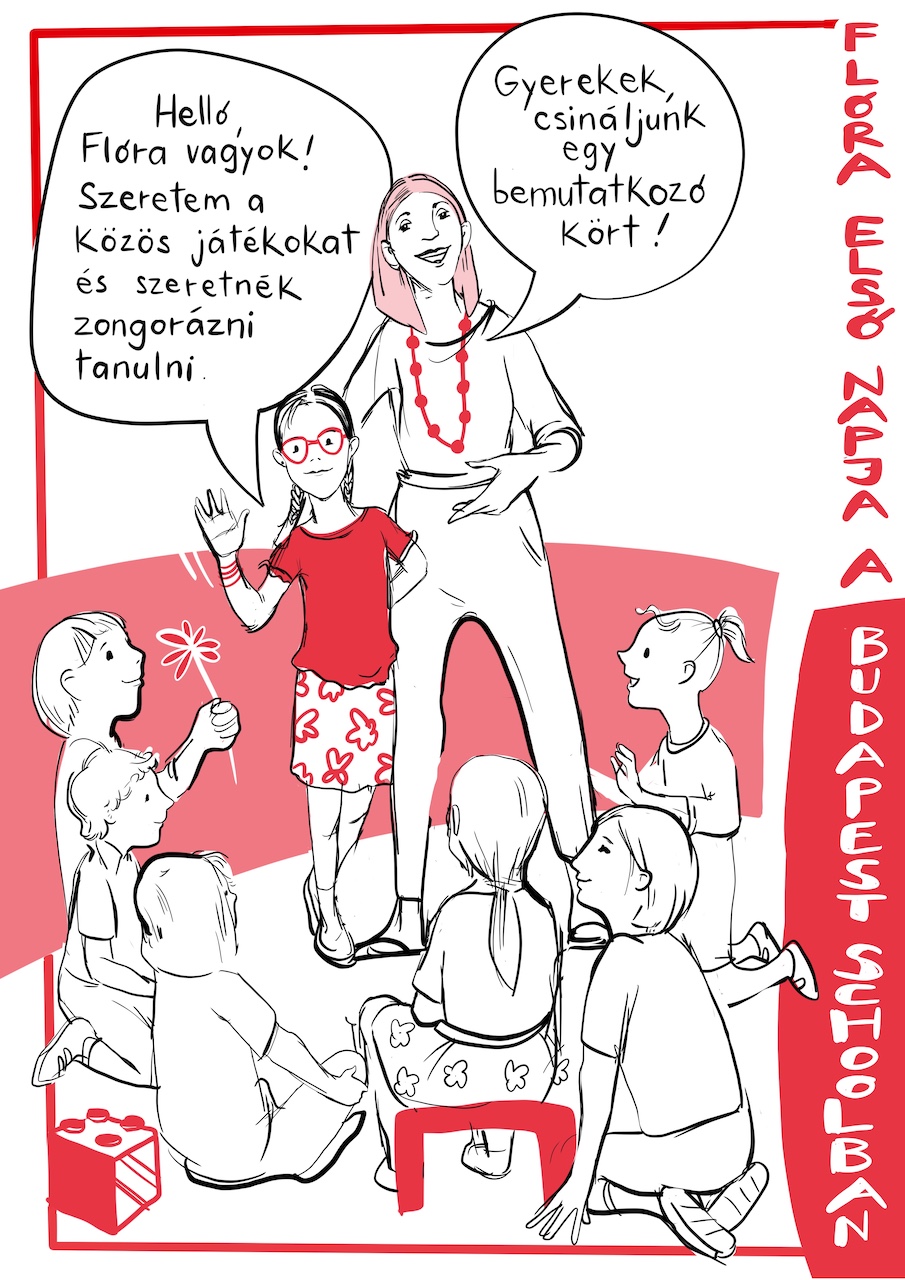 Helló,
Flóra vagyok!
Szeretem a
közös játékokat
és szeretnék
zongorázni
tanulni.
Gyerekek,
csináljunk
egy
bemutatkozó
kört!
FLÓRA ELSŐ NAPJA A
BUDAPEST SCHOOLBAN